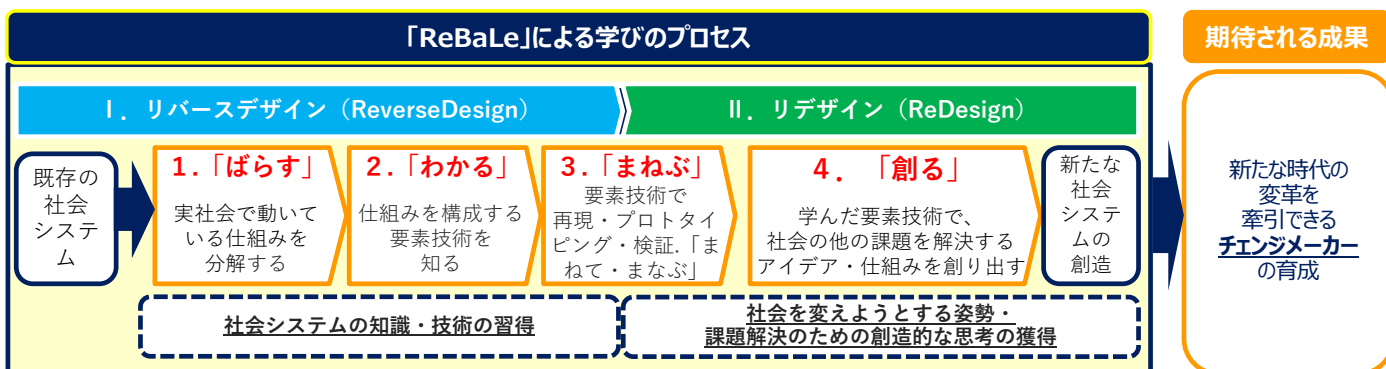 「ReBaLe」による学びのプロセス
期待される成果
Ⅰ. リバースデザイン（ReverseDesign）
Ⅱ. リデザイン（ReDesign）
既存の
社会
システ
ム
1.「ばらす」
実社会で動いて
いる仕組みを
分解する
2.「わかる」
仕組みを構成する
要素技術を
知る
3.「まねぶ」
要素技術で
再現・プロトタイ
ピング・検証.「ま
ねて・まなぶ」
4. 「創る」
学んだ要素技術で、
社会の他の課題を解決する
アイデア・仕組みを創り出す
新たな
社会
システ
ムの
創造
社会システムの知識・技術の習得
社会を変えようとする姿勢・
課題解決のための創造的な思考の獲得
新たな時代の
変革を
牽引できる
チェンジメーカー
の育成